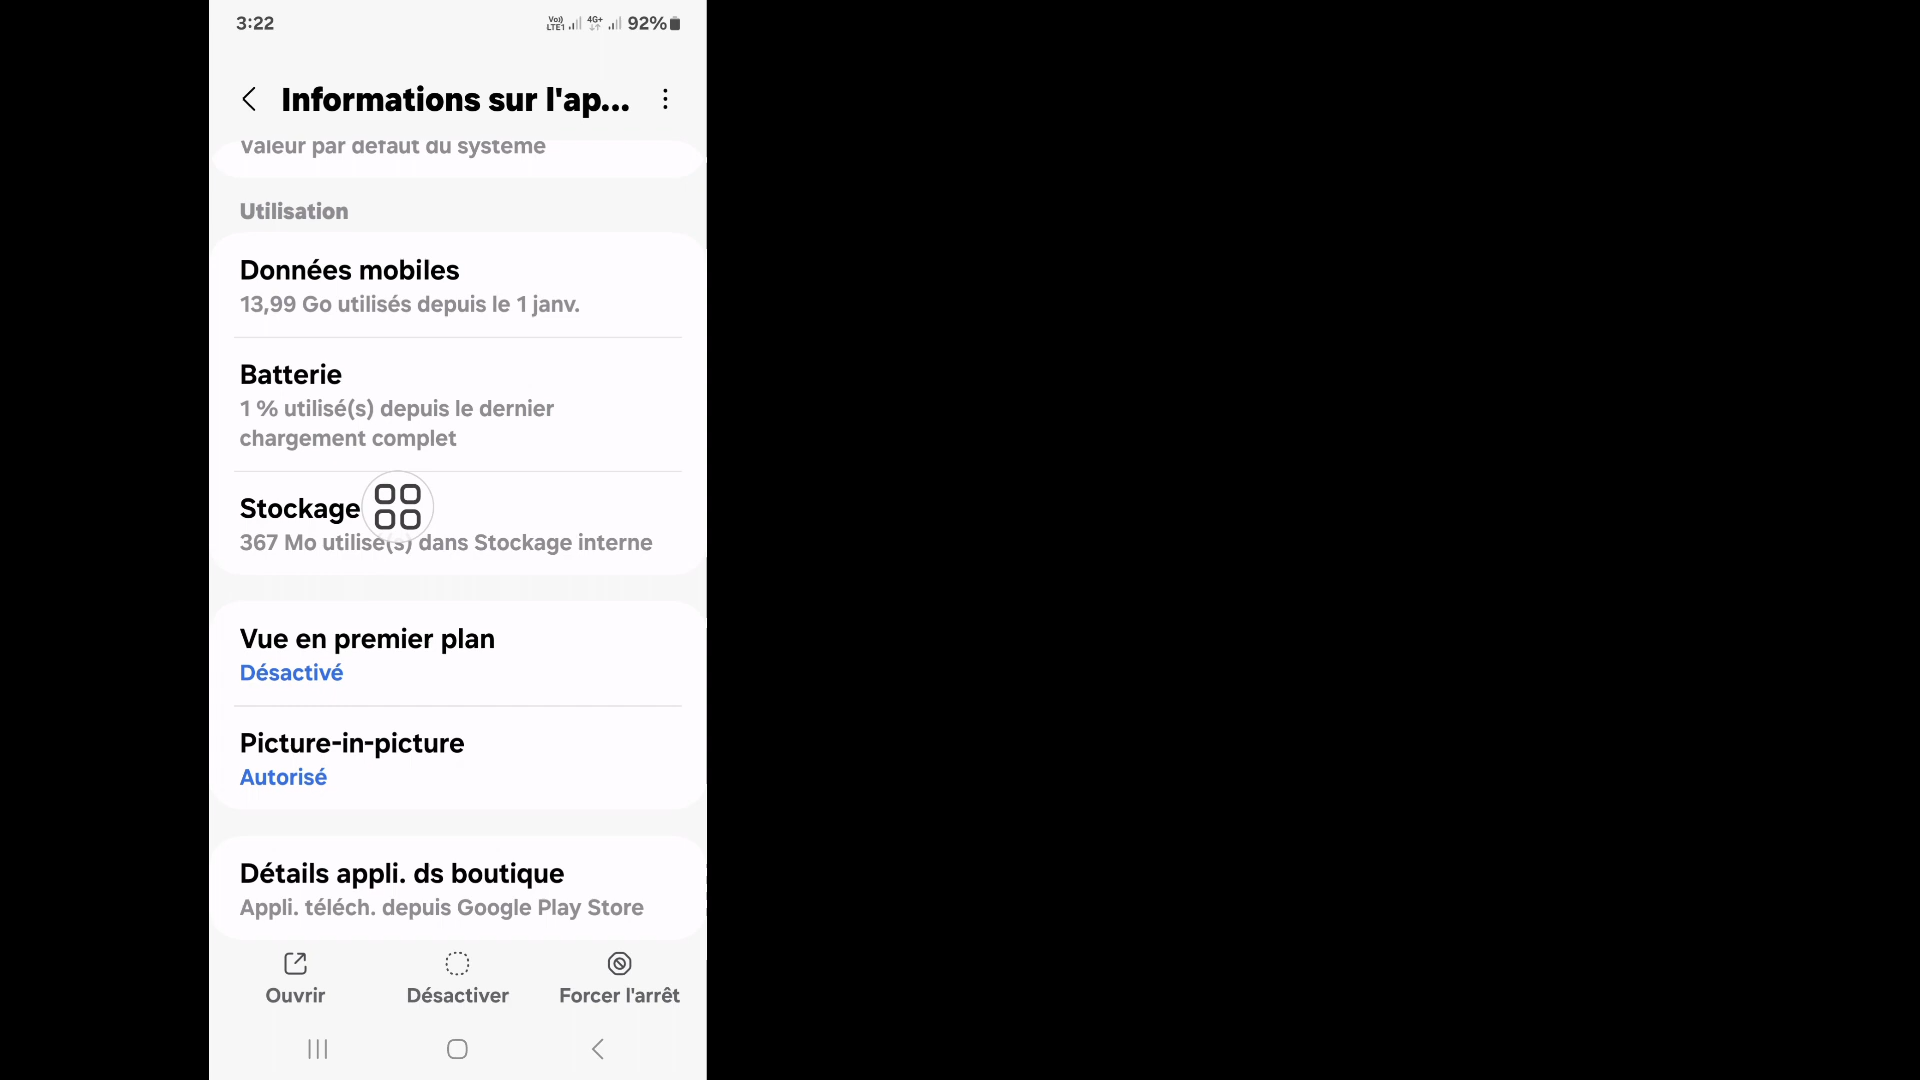 3:22
Vo)) LTE1 4G+ 92%
Informations sur l'ap...
Valeur par défaut du système
Utilisation
Données mobiles
13,99 Go utilisés depuis le 1 janv.
Batterie
1 % utilisé(s) depuis le dernier
chargement complet
Stockage
367 Mo utilisé(s) dans Stockage interne
Vue en premier plan
Désactivé
Picture-in-picture
Autorisé
Détails appli. ds boutique
Appli. téléch. depuis Google Play Store
Ouvrir
Désactiver
Forcer l'arrêt